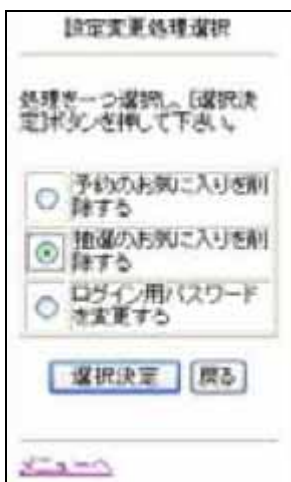 設定変更処理選択
処理を一つ選択し、[選択決
定]ボタンを押して下さい。
予約のお気に入りを削
除する
抽選のお気に入りを削
除する
ログイン用パスワード
を変更する
選択決定 戻る
メニューへ